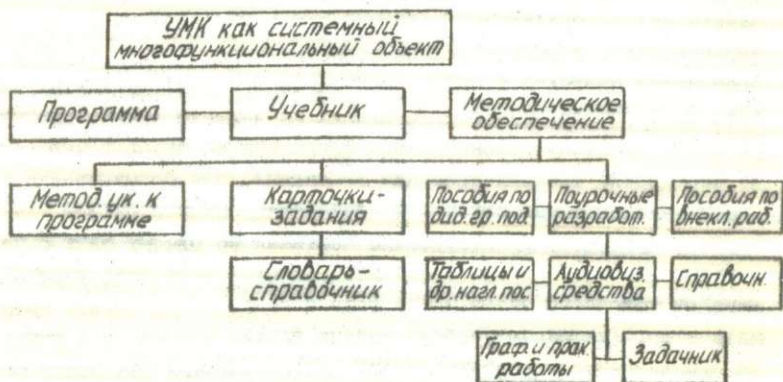 УМК как системный
многофункциональный объект
Программа
Учебник
Методическое
обеспечение
Метод. ук. к
программе
Карточки-
задания
Пособия по
дид. гр. под
Поурочные
разработ.
Пособия по
внекл. раб.
Словарь-
справочник
Таблицы и
др. нагл. пос
Аудиовиз.
средства
Справочн.
Граф. и прак.
работы
Задачник